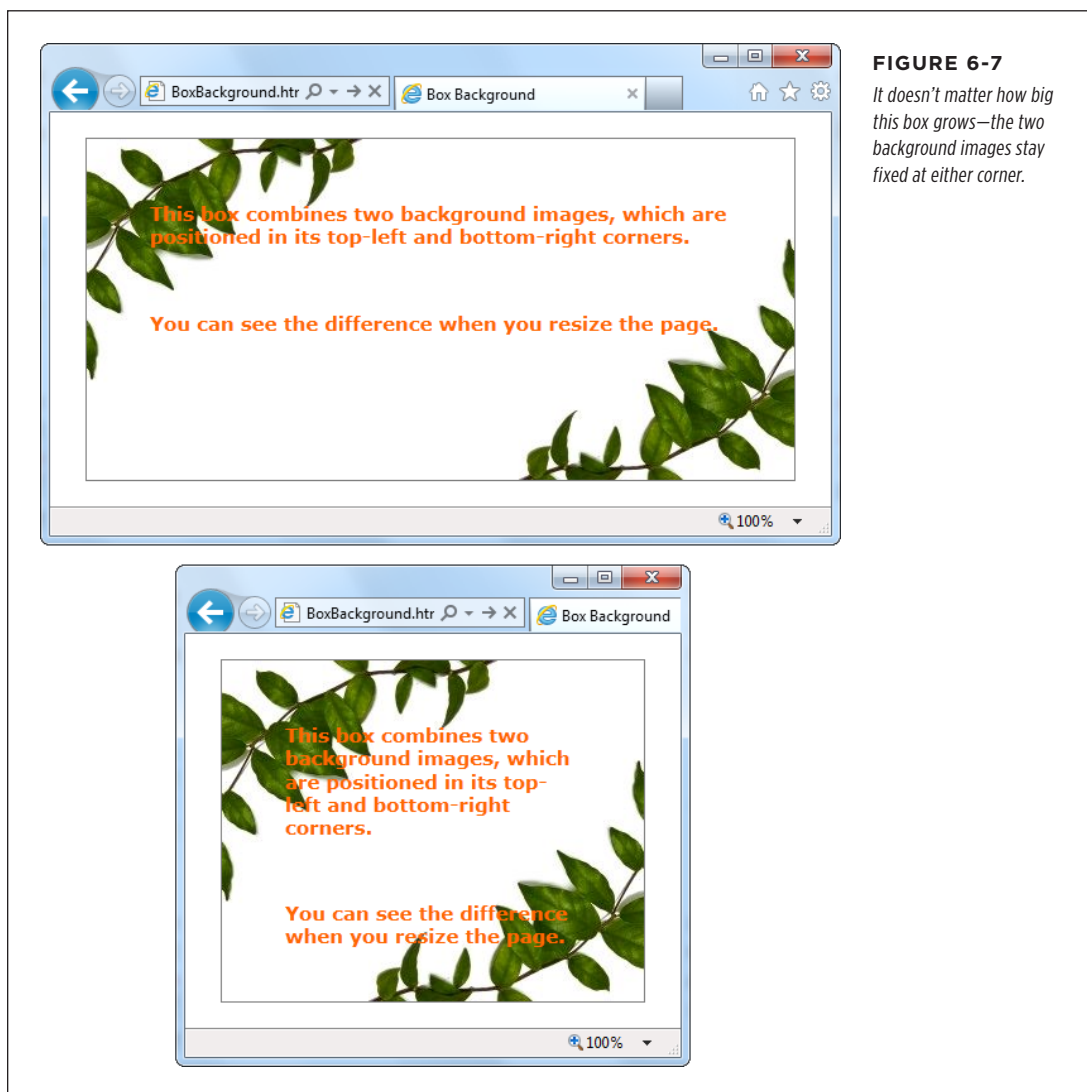 BoxBackground.htr
Box Background
FIGURE 6-7
It doesn't matter how big
this box grows—the two
background images stay
fixed at either corner.
This box combines two background images, which are
positioned in its top-left and bottom-right corners.
You can see the difference when you resize the page.
100%
BoxBackground.htr
Box Background
This box combines two
background images, which
are positioned in its top-
left and bottom-right
corners.
You can see the difference
when you resize the page.
100%